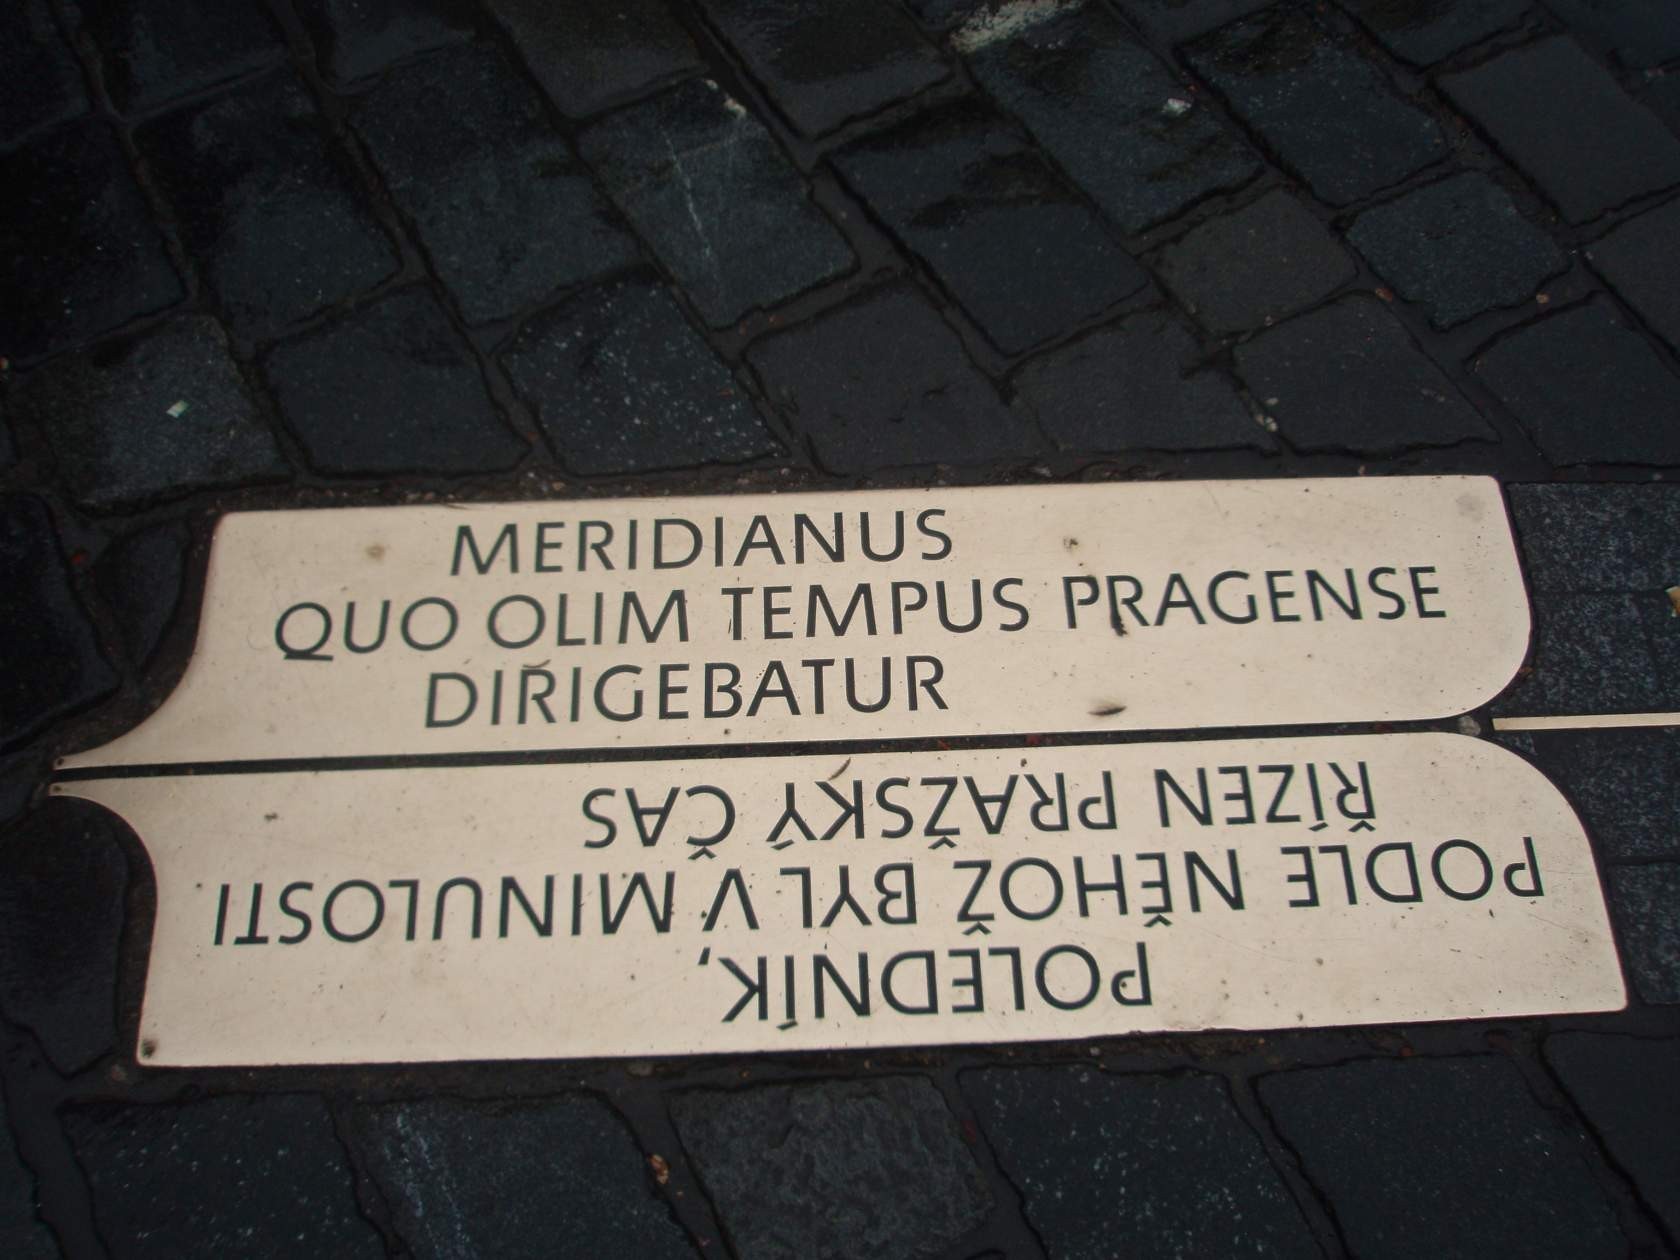 MERIDIANUS
QUO OLIM TEMPUS PRAGENSE
DIRIGEBATUR
POLEDNÍK,
PODLE NĚHOŽ BYL V MINULOSTI
ŘÍZEN PRAŽSKÝ ČAS